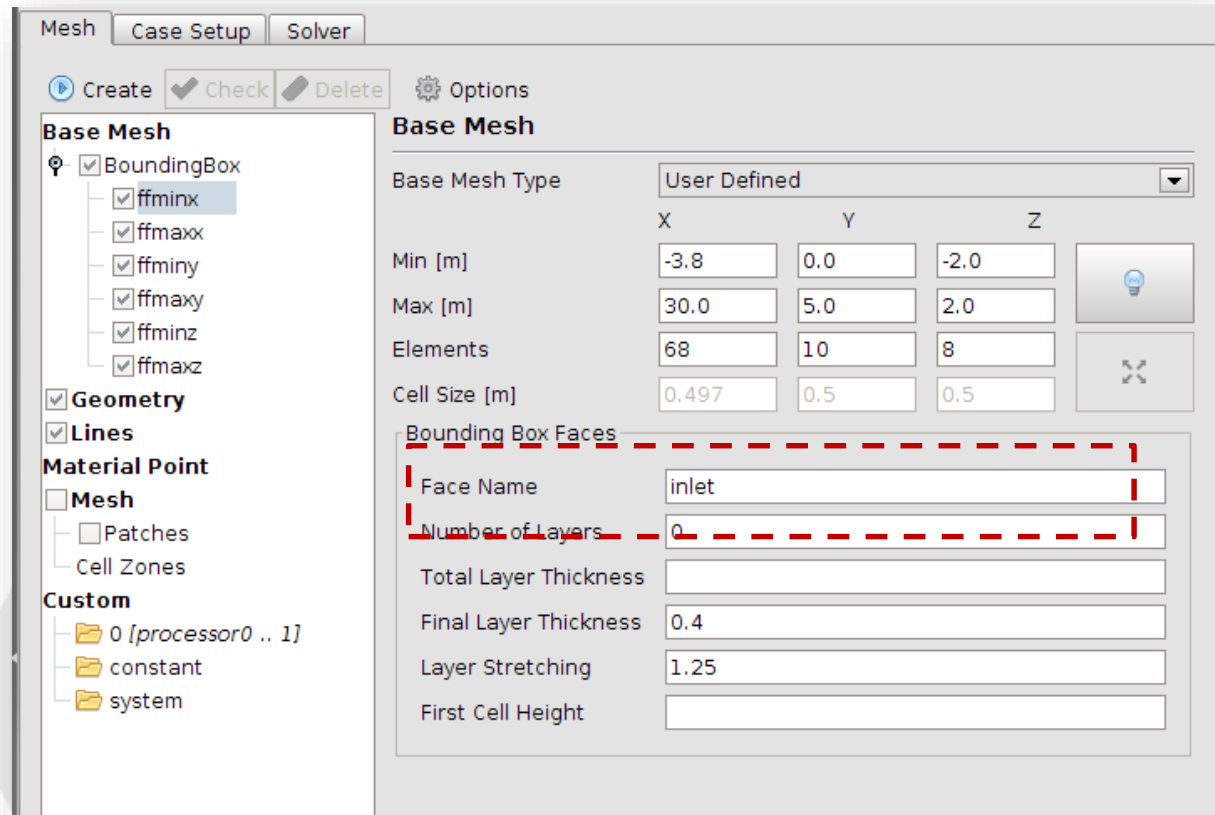 Mesh Case Setup Solver
Create Check Delete Options
Base Mesh
BoundingBox
ffminx
ffmaxx
ffminy
ffmaxy
ffminz
ffmaxz
Geometry
Lines
Material Point
Mesh
Patches
Cell Zones
Custom
0 [processor0 .. 1]
constant
system
Base Mesh
Base Mesh Type User Defined
X Y Z
Min [m] -3.8 0.0 -2.0
Max [m] 30.0 5.0 2.0
Elements 68 10 8
Cell Size [m] 0.497 0.5 0.5
Bounding Box Faces
Face Name inlet
Number of Layers 0
Total Layer Thickness
Final Layer Thickness 0.4
Layer Stretching 1.25
First Cell Height